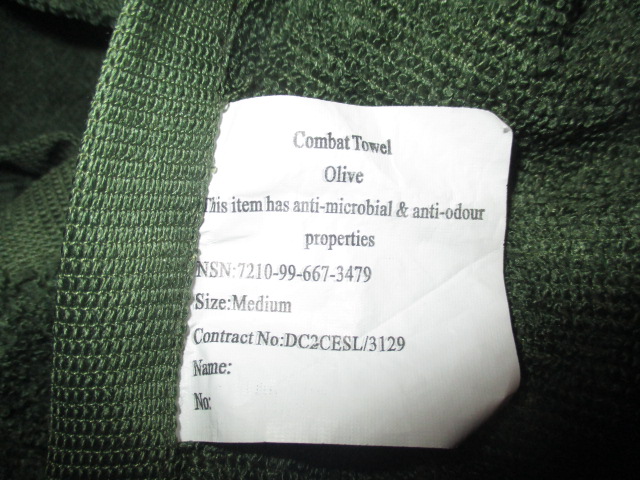 Combat Towel
Olive
This item has anti-microbial & anti-odour
properties
NSN:7210-99-667-3479
Size:Medium
Contract No:DC2CESL/3129
Name:
No: